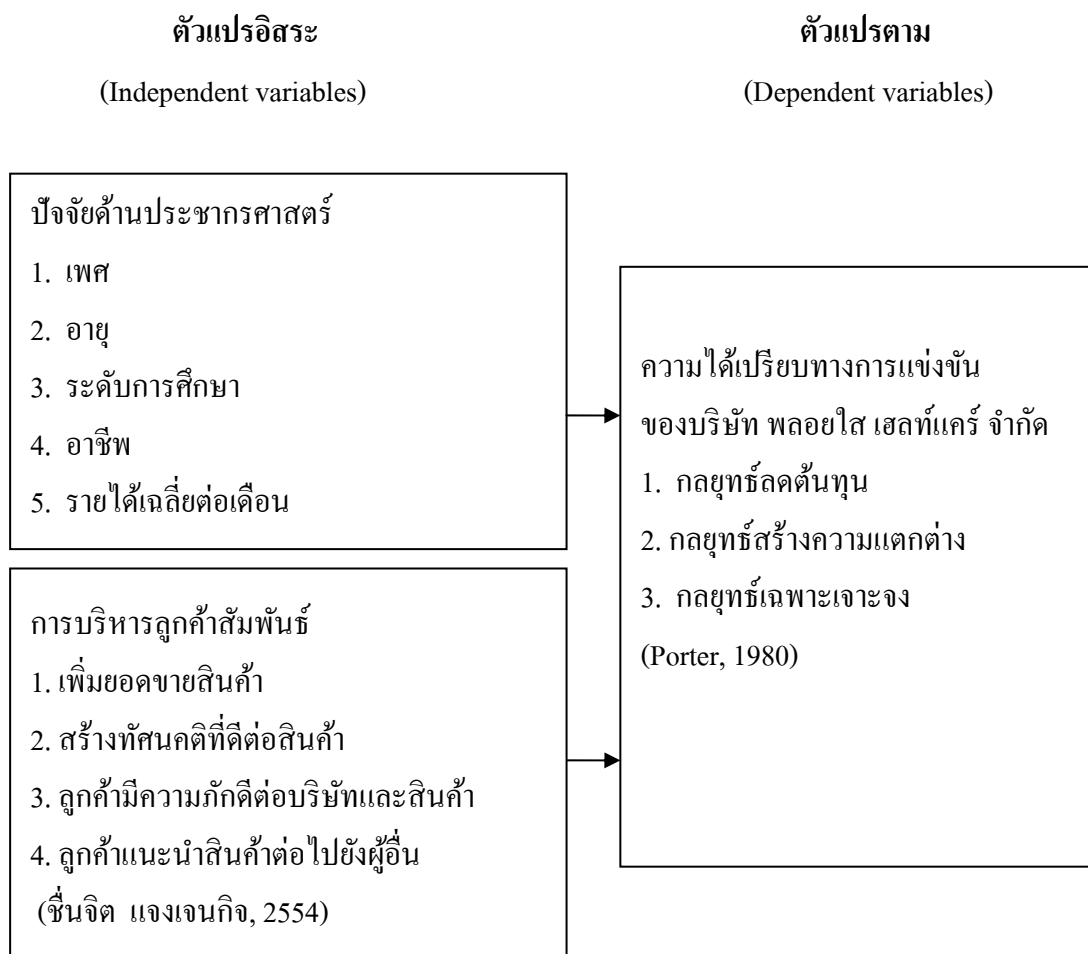 ตัวแปรอิสระ
(Independent variables)
ตัวแปรตาม
(Dependent variables)
ปัจจัยด้านประชากรศาสตร์
1. เพศ
2. อายุ
3. ระดับการศึกษา
4. อาชีพ
5. รายได้เฉลี่ยต่อเดือน
การบริหารลูกค้าสัมพันธ์
1. เพิ่มยอดขายสินค้า
2. สร้างทัศนคติที่ดีต่อสินค้า
3. ลูกค้ามีความภักดีต่อบริษัทและสินค้า
4. ลูกค้าแนะนำสินค้าต่อไปยังผู้อื่น
(ชื่นจิต แจงเจนกิจ, 2554)
ความได้เปรียบทางการแข่งขัน
ของบริษัท พลอยใส เฮลท์แคร์ จำกัด
1. กลยุทธ์ลดต้นทุน
2. กลยุทธ์สร้างความแตกต่าง
3. กลยุทธ์เฉพาะเจาะจง
(Porter, 1980)